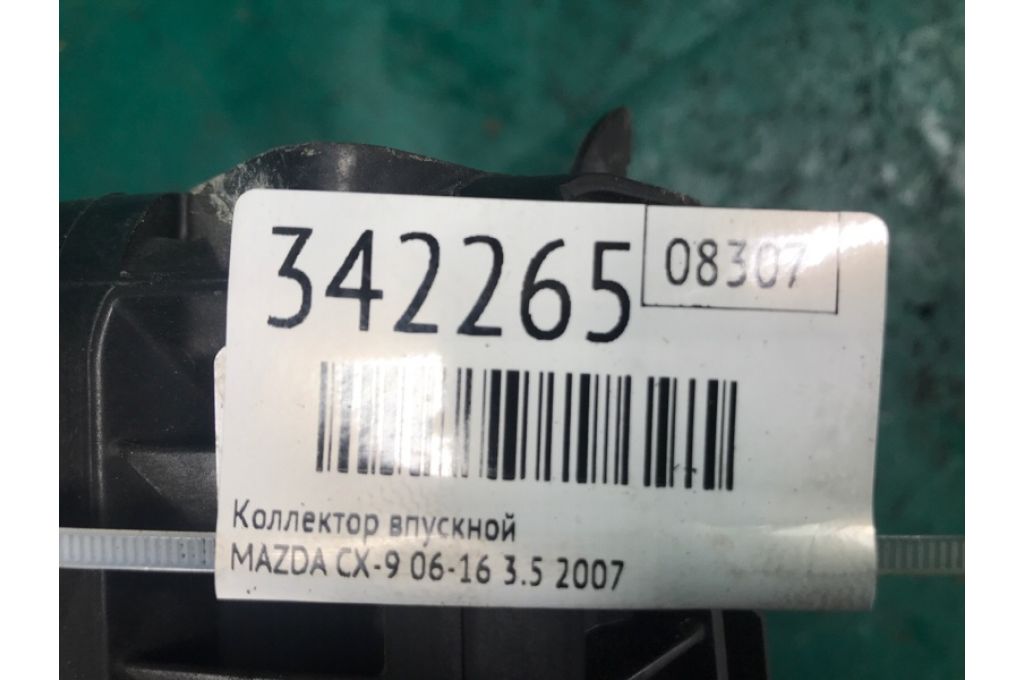 342265
08307
Коллектор впускной
MAZDA CX-9 06-16 3.5 2007